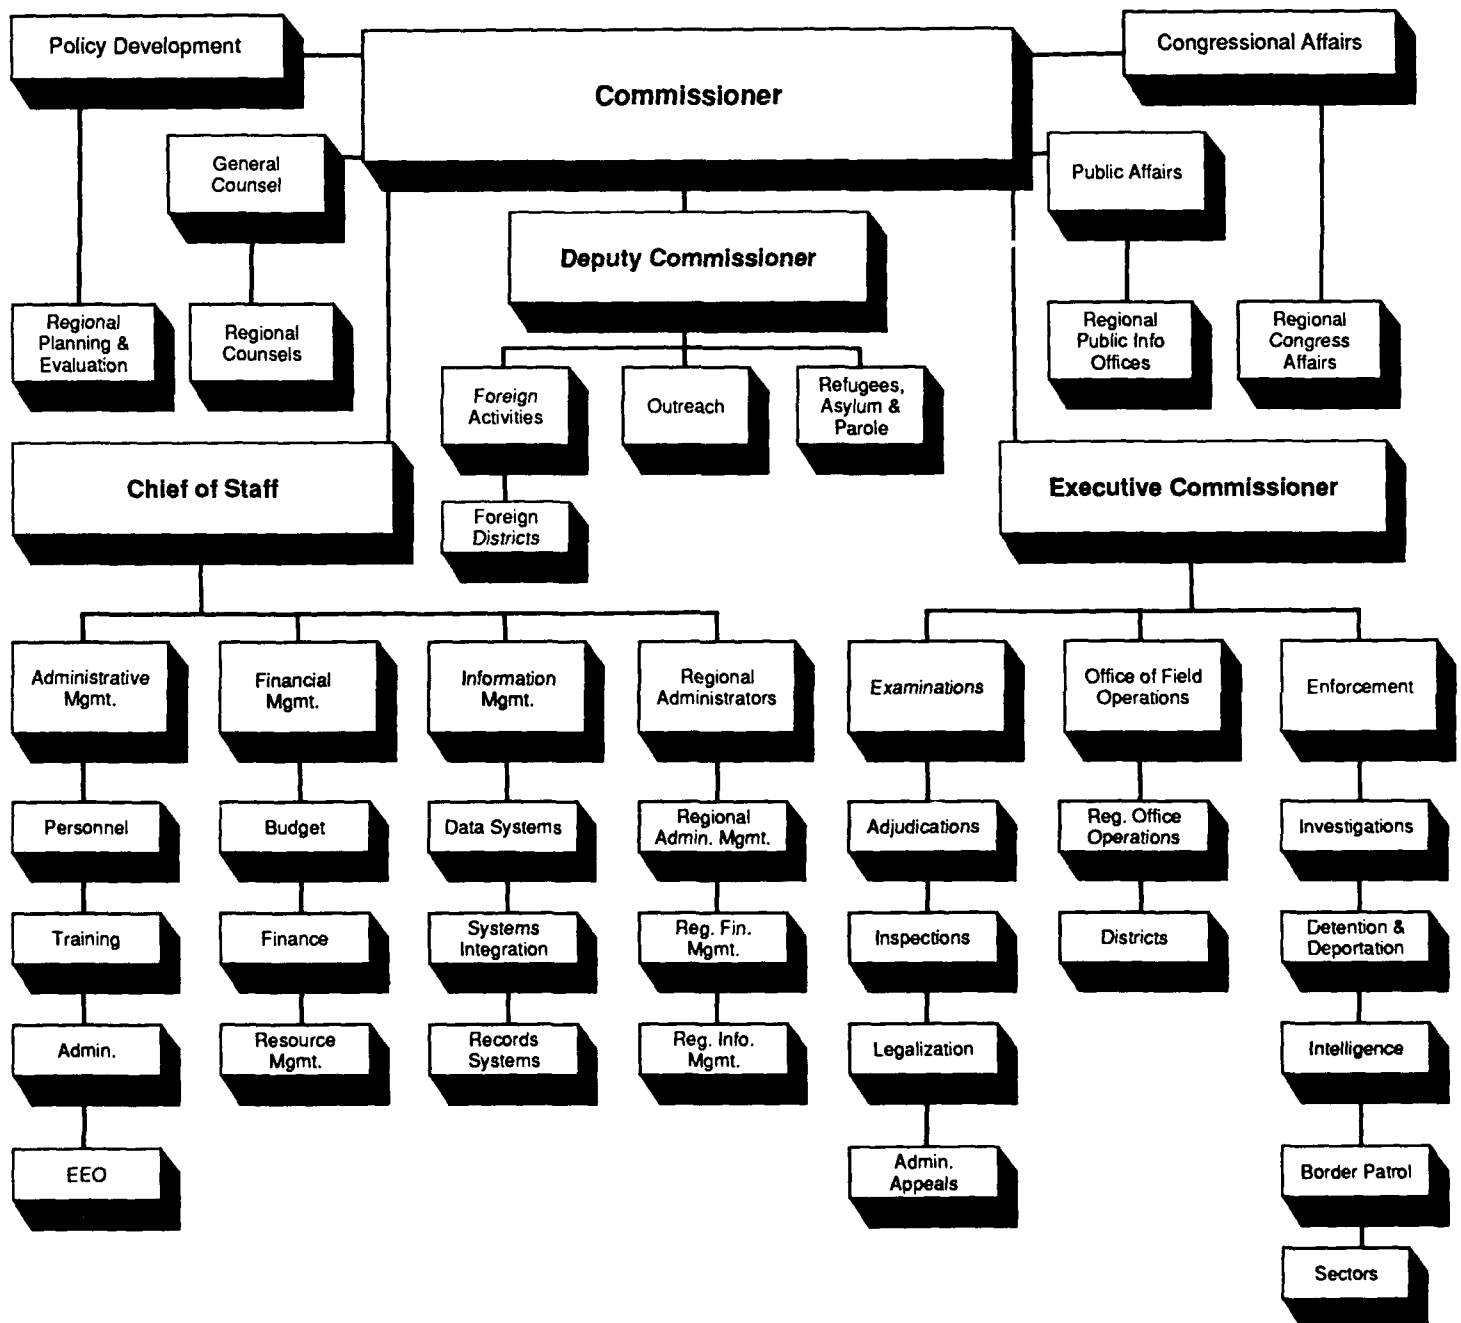 Policy Development
Commissioner
Congressional Affairs
General
Counsel
Public Affairs
Deputy Commissioner
Regional
Planning &
Evaluation
Regional
Counsels
Regional
Public Info
Offices
Regional
Congress
Affairs
Foreign
Activities
Outreach
Refugees,
Asylum &
Parole
Chief of Staff
Foreign
Districts
Executive Commissioner
Administrative
Mgmt.
Financial
Mgmt.
Information
Mgmt.
Regional
Administrators
Examinations
Office of Field
Operations
Enforcement
Personnel
Budget
Data Systems
Regional
Admin. Mgmt.
Adjudications
Reg. Office
Operations
Investigations
Training
Finance
Systems
Integration
Reg. Fin.
Mgmt.
Inspections
Districts
Detention &
Deportation
Admin.
Resource
Mgmt.
Records
Systems
Reg. Info.
Mgmt.
Legalization
Intelligence
EEO
Admin.
Appeals
Border Patrol
Sectors